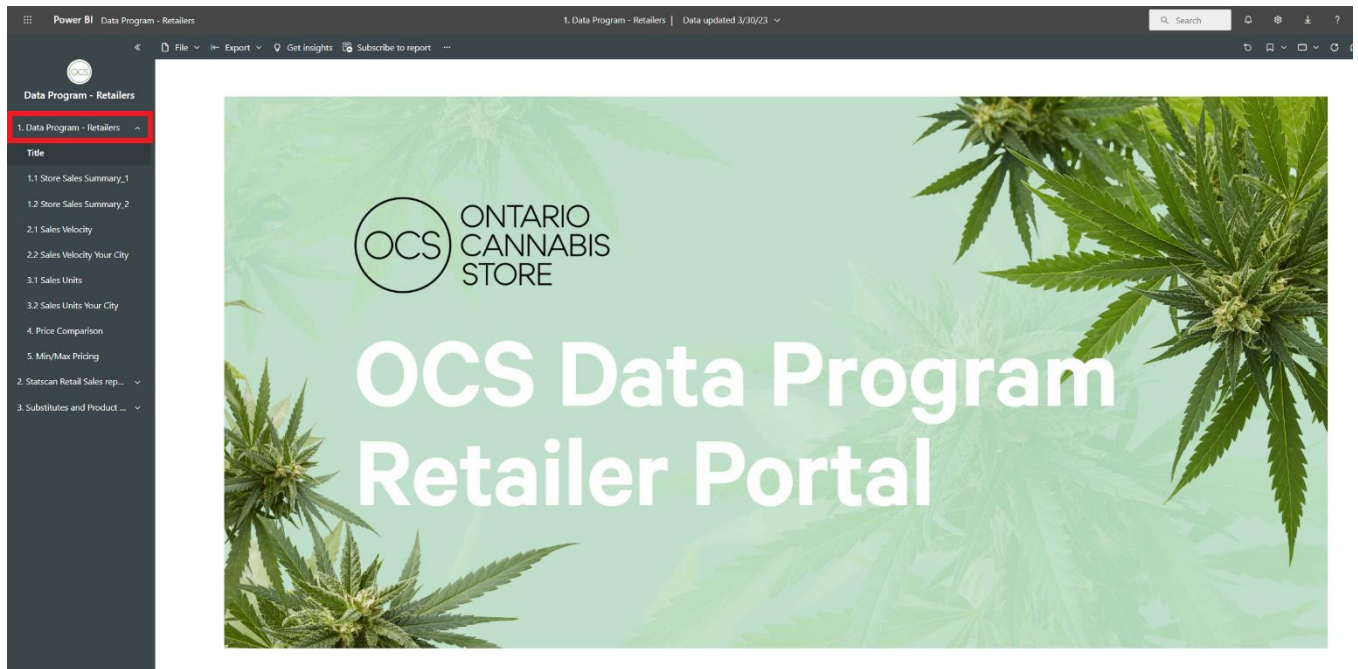 Power BI Data Program - Retailers
1. Data Program - Retailers | Data updated 3/30/23
Search
?
File
Export
Get insights
Subscribe to report
...
OCS
Data Program - Retailers
1. Data Program - Retailers
Title
1.1 Store Sales Summary_1
1.2 Store Sales Summary_2
2.1 Sales Velocity
2.2 Sales Velocity Your City
3.1 Sales Units
3.2 Sales Units Your City
4. Price Comparison
5. Min/Max Pricing
2. Statscan Retail Sales rep...
3. Substitutes and Product ...
OCS
ONTARIO
CANNABIS
STORE
OCS Data Program
Retailer Portal